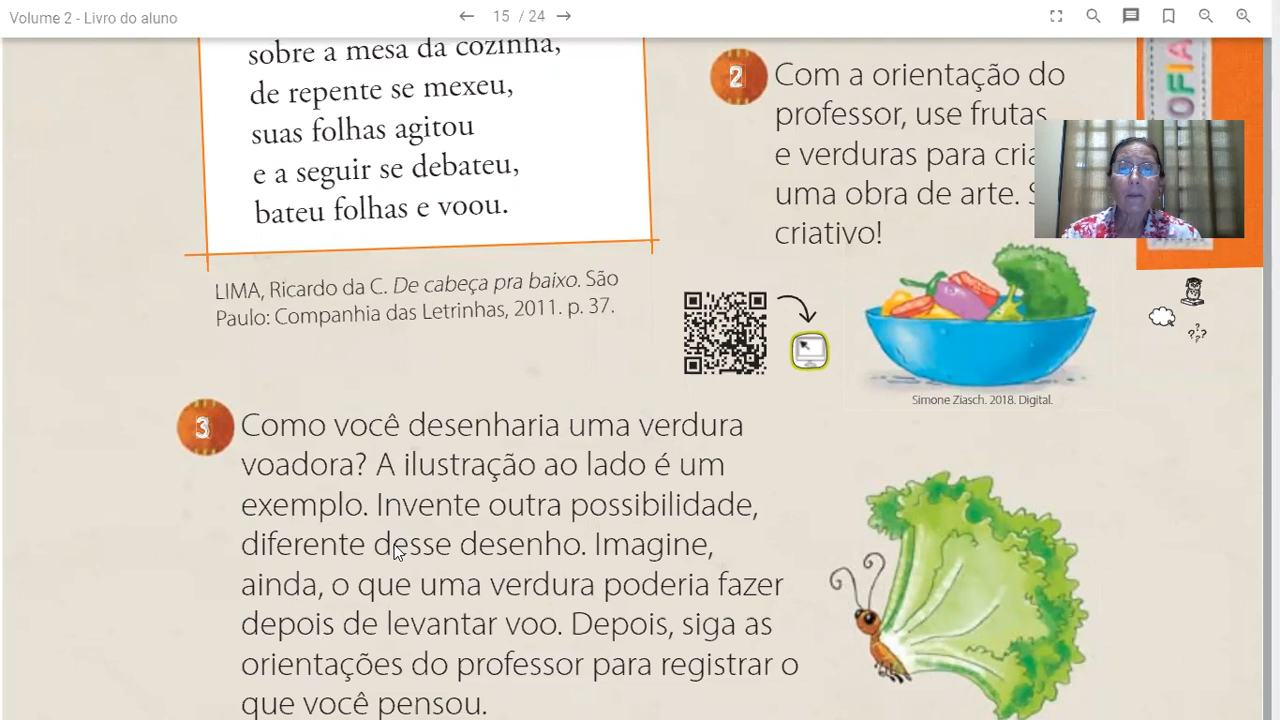 Volume 2 - Livro do aluno
15 / 24
sobre a mesa da cozinha,
de repente se mexeu,
suas folhas agitou
e a seguir se debateu,
bateu folhas e voou.
LIMA, Ricardo da C. De cabeça pra baixo. São
Paulo: Companhia das Letrinhas, 2011. p. 37.
2
Com a orientação do
professor, use frutas
e verduras para cria
uma obra de arte. S
criativo!
OFIA
Simone Ziasch. 2018. Digital.
3
Como você desenharia uma verdura
voadora? A ilustração ao lado é um
exemplo. Invente outra possibilidade,
diferente desse desenho. Imagine,
ainda, o que uma verdura poderia fazer
depois de levantar voo. Depois, siga as
orientações do professor para registrar o
que você pensou.